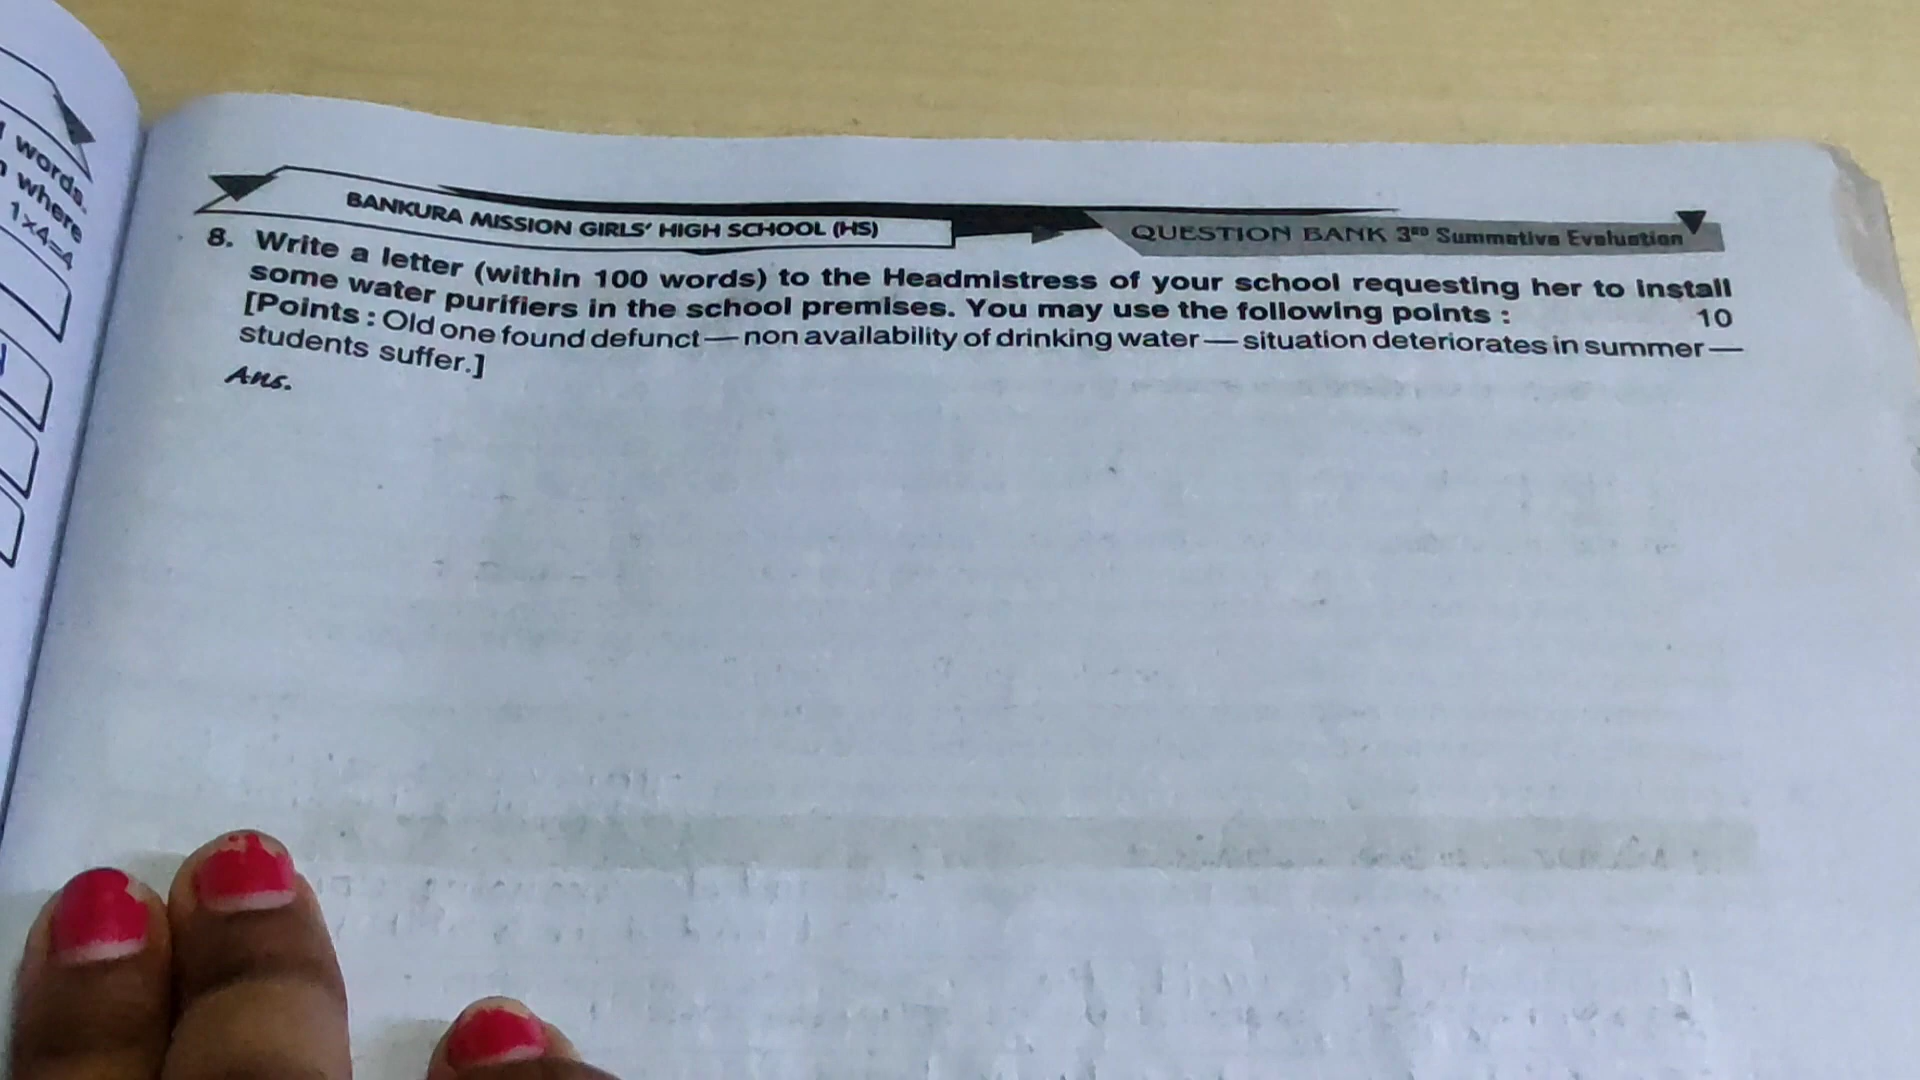 words.
where
1×4=4
BANKURA MISSION GIRLS' HIGH SCHOOL (HS)
QUESTION BANK 3RD Summative Evaluation
8. Write a letter (within 100 words) to the Headmistress of your school requesting her to install
some water purifiers in the school premises. You may use the following points : 10
[Points : Old one found defunct — non availability of drinking water — situation deteriorates in summer —
students suffer.]
Ans.